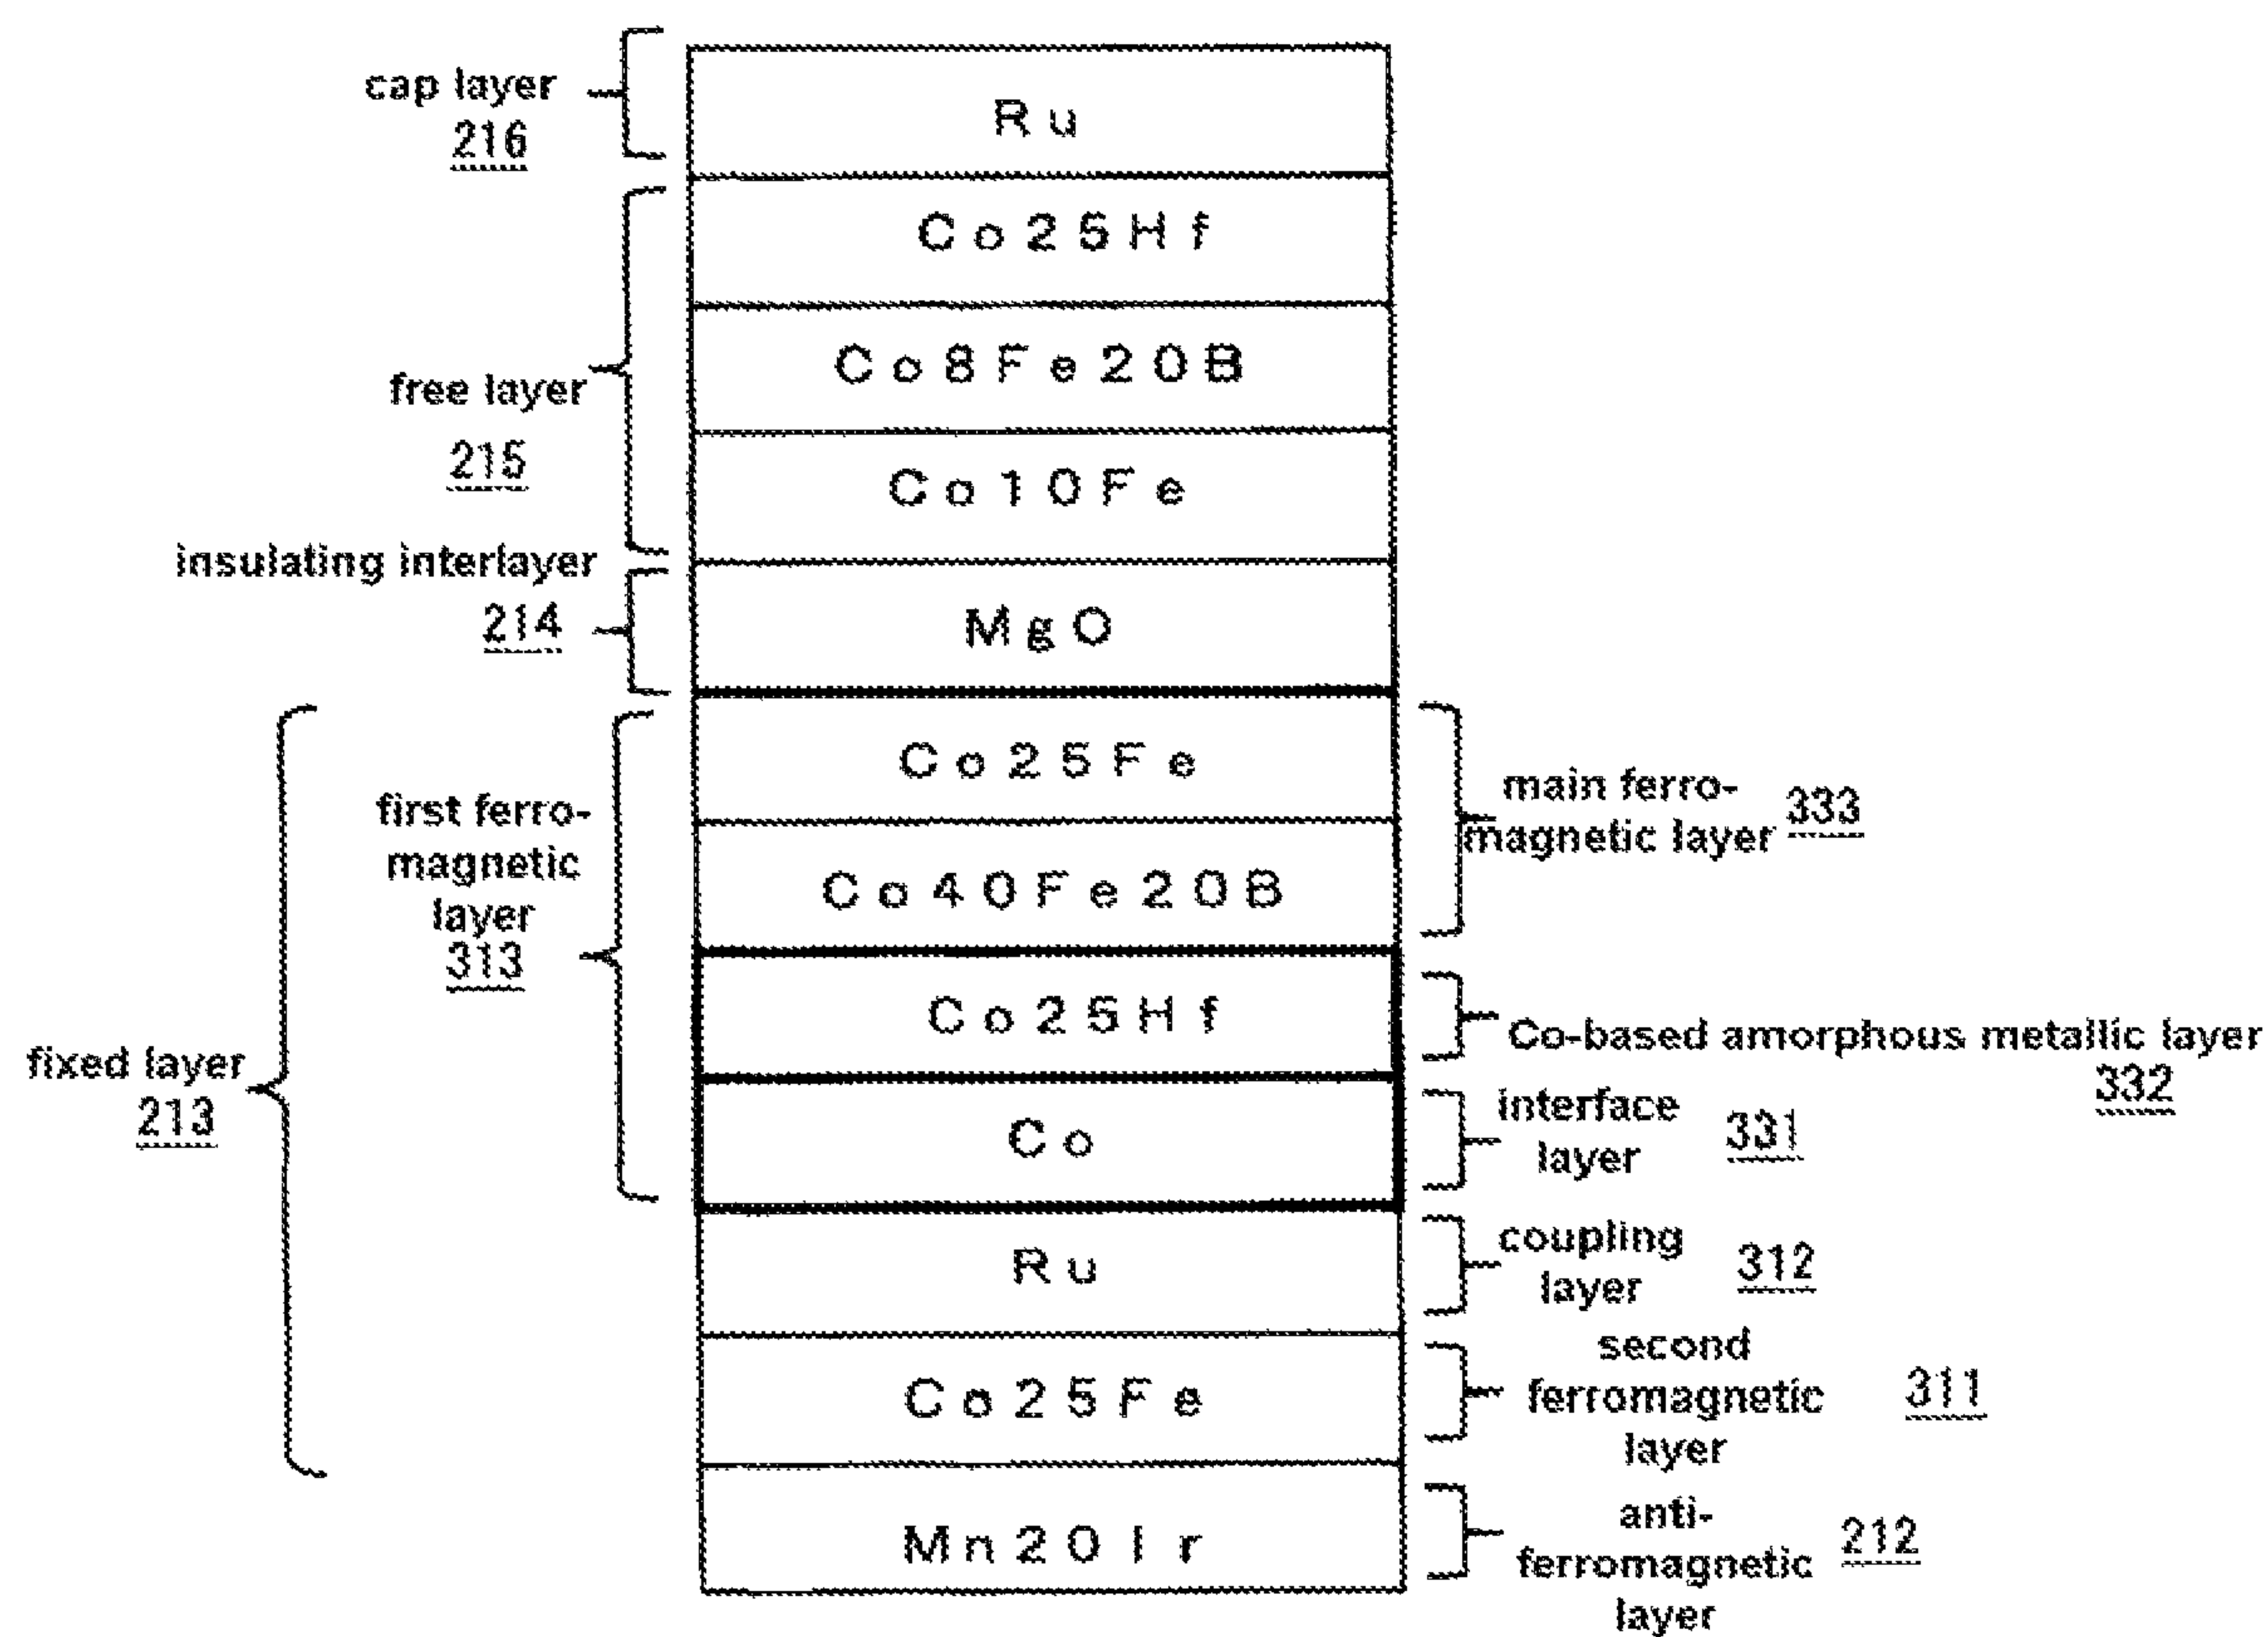 cap layer
216
Ru
Co25Hf
Co8Fe20B
free layer
215
Co10Fe
insulating interlayer
214
MgO
Co25Fe
first ferro-
magnetic
layer
313
main ferro-
magnetic layer 333
Co40Fe20B
Co25Hf
Co-based amorphous metallic layer
332
fixed layer
213
Co
interface
layer
331
Ru
coupling
layer
312
Co25Fe
second
ferromagnetic
layer
311
Mn20Ir
anti-
ferromagnetic
layer
212